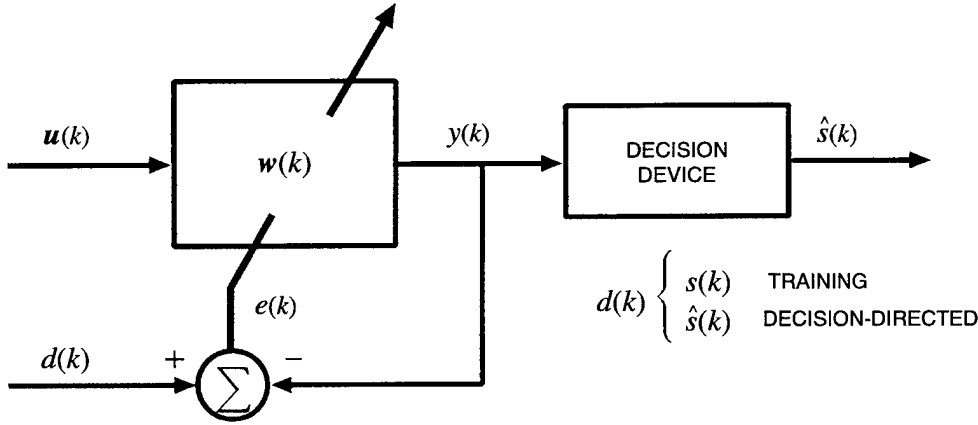 u(k)
w(k)
y(k)
DECISION
DEVICE
ŝ(k)
e(k)
d(k)
+
−
Σ
d(k) { s(k) TRAINING
ŝ(k) DECISION-DIRECTED